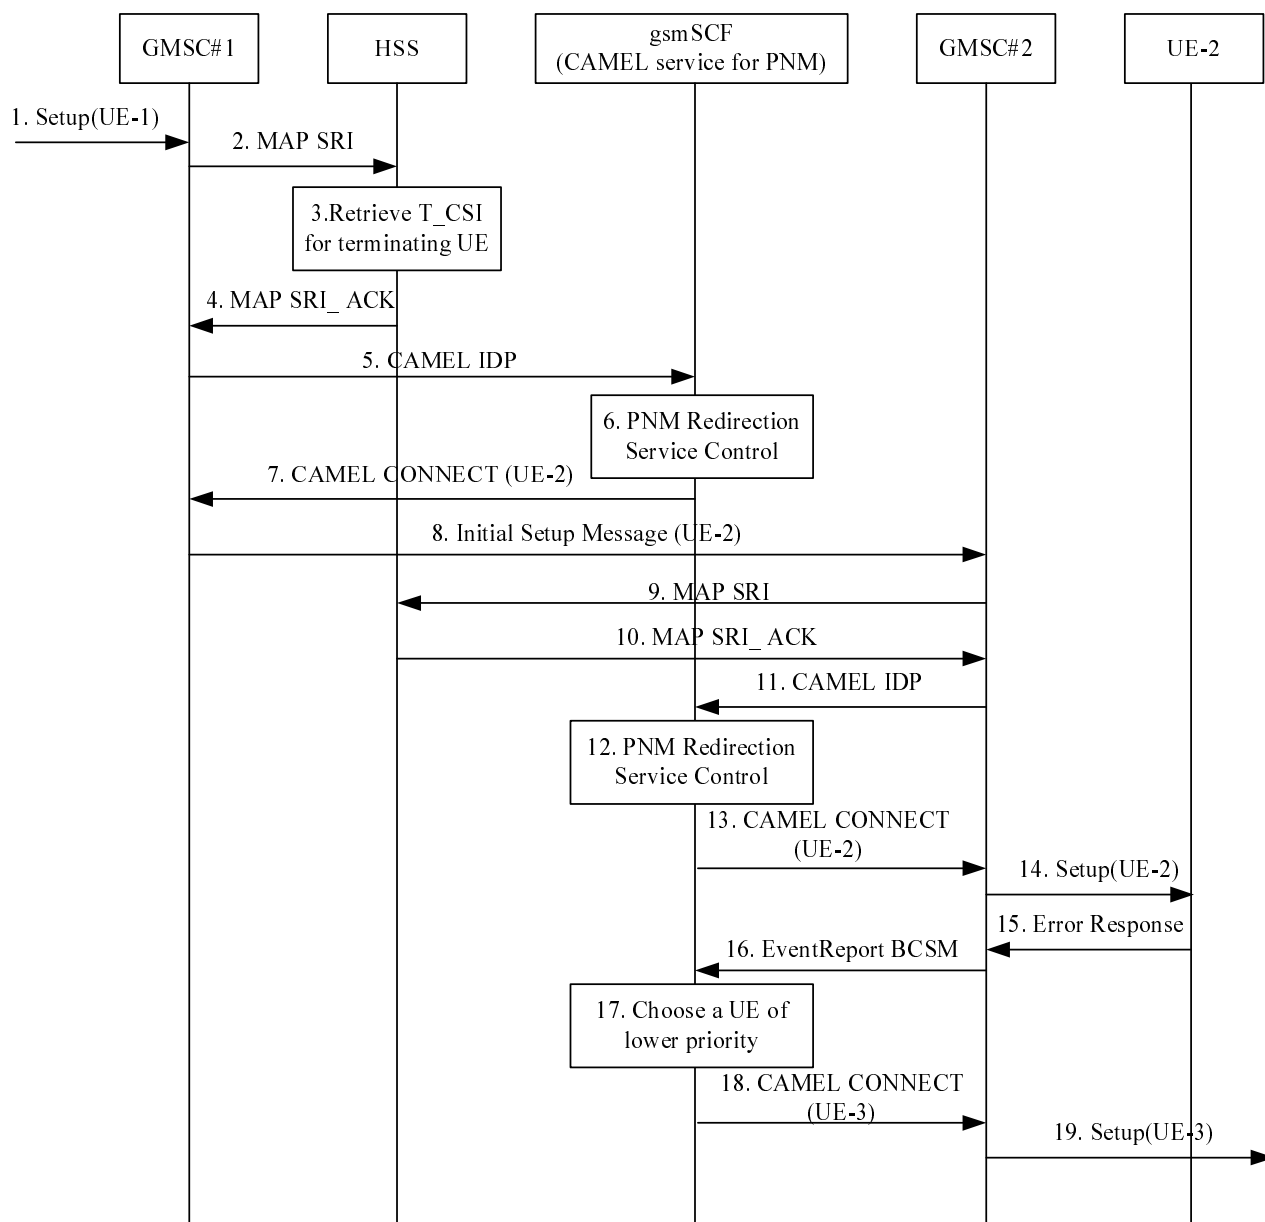 GMSC#1
HSS
gsmSCF
(CAMEL service for PNM)
GMSC#2
UE-2
1. Setup(UE-1)
2. MAP SRI
3.Retrieve T_CSI
for terminating UE
4. MAP SRI_ ACK
5. CAMEL IDP
6. PNM Redirection
Service Control
7. CAMEL CONNECT (UE-2)
8. Initial Setup Message (UE-2)
9. MAP SRI
10. MAP SRI_ ACK
11. CAMEL IDP
12. PNM Redirection
Service Control
13. CAMEL CONNECT
(UE-2)
14. Setup(UE-2)
15. Error Response
16. EventReport BCSM
17. Choose a UE of
lower priority
18. CAMEL CONNECT
(UE-3)
19. Setup(UE-3)